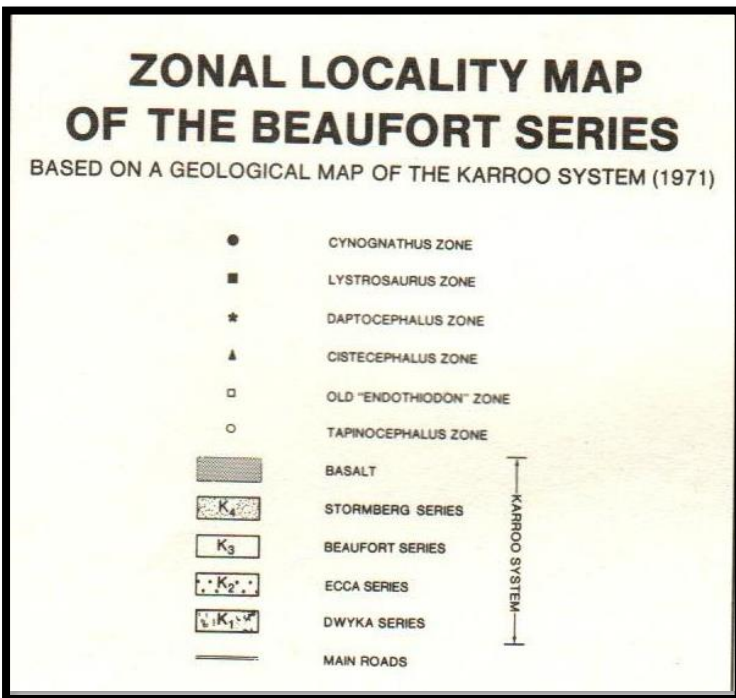 ZONAL LOCALITY MAP
OF THE BEAUFORT SERIES
BASED ON A GEOLOGICAL MAP OF THE KARROO SYSTEM (1971)
CYNOGNATHUS ZONE
LYSTROSAURUS ZONE
DAPTOCEPHALUS ZONE
CISTECEPHALUS ZONE
OLD "ENDOTHIODON" ZONE
TAPINOCEPHALUS ZONE
BASALT
K₄ STORMBERG SERIES
K₃ BEAUFORT SERIES
K₂ ECCA SERIES
K₁ DWYKA SERIES
MAIN ROADS
KARROO SYSTEM